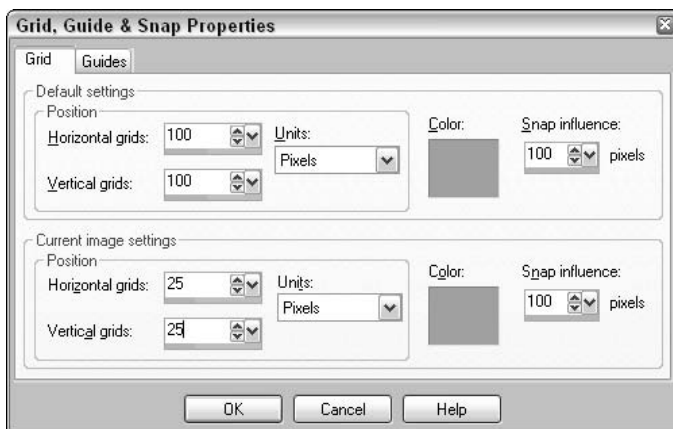 Grid, Guide & Snap Properties
Grid Guides
Default settings
Position
Horizontal grids: 100
Units:
Pixels
Vertical grids: 100
Color:
Snap influence:
100 pixels
Current image settings
Position
Horizontal grids: 25
Units:
Pixels
Vertical grids: 25
Color:
Snap influence:
100 pixels
OK Cancel Help